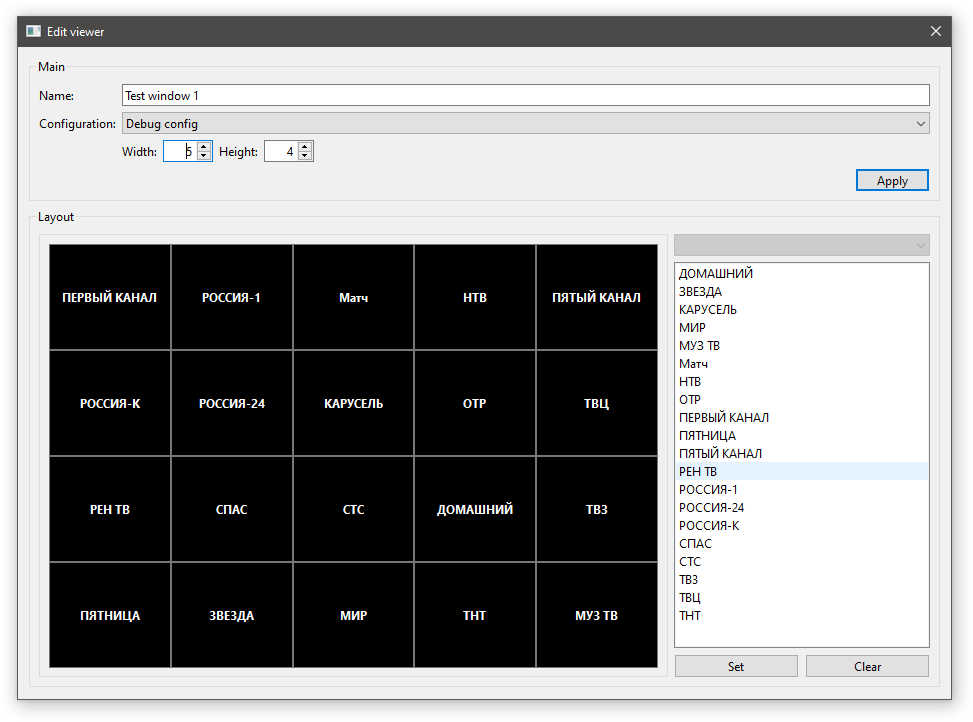 Edit viewer
Main
Name: Test window 1
Configuration: Debug config
Width: 5 Height: 4
Apply
Layout
ПЕРВЫЙ КАНАЛ РОССИЯ-1 Матч НТВ ПЯТЫЙ КАНАЛ
РОССИЯ-К РОССИЯ-24 КАРУСЕЛЬ ОТР ТВЦ
РЕН ТВ СПАС СТС ДОМАШНИЙ ТВ3
ПЯТНИЦА ЗВЕЗДА МИР ТНТ МУЗ ТВ
ДОМАШНИЙ
ЗВЕЗДА
КАРУСЕЛЬ
МИР
МУЗ ТВ
Матч
НТВ
ОТР
ПЕРВЫЙ КАНАЛ
ПЯТНИЦА
ПЯТЫЙ КАНАЛ
РЕН ТВ
РОССИЯ-1
РОССИЯ-24
РОССИЯ-К
СПАС
СТС
ТВ3
ТВЦ
ТНТ
Set Clear